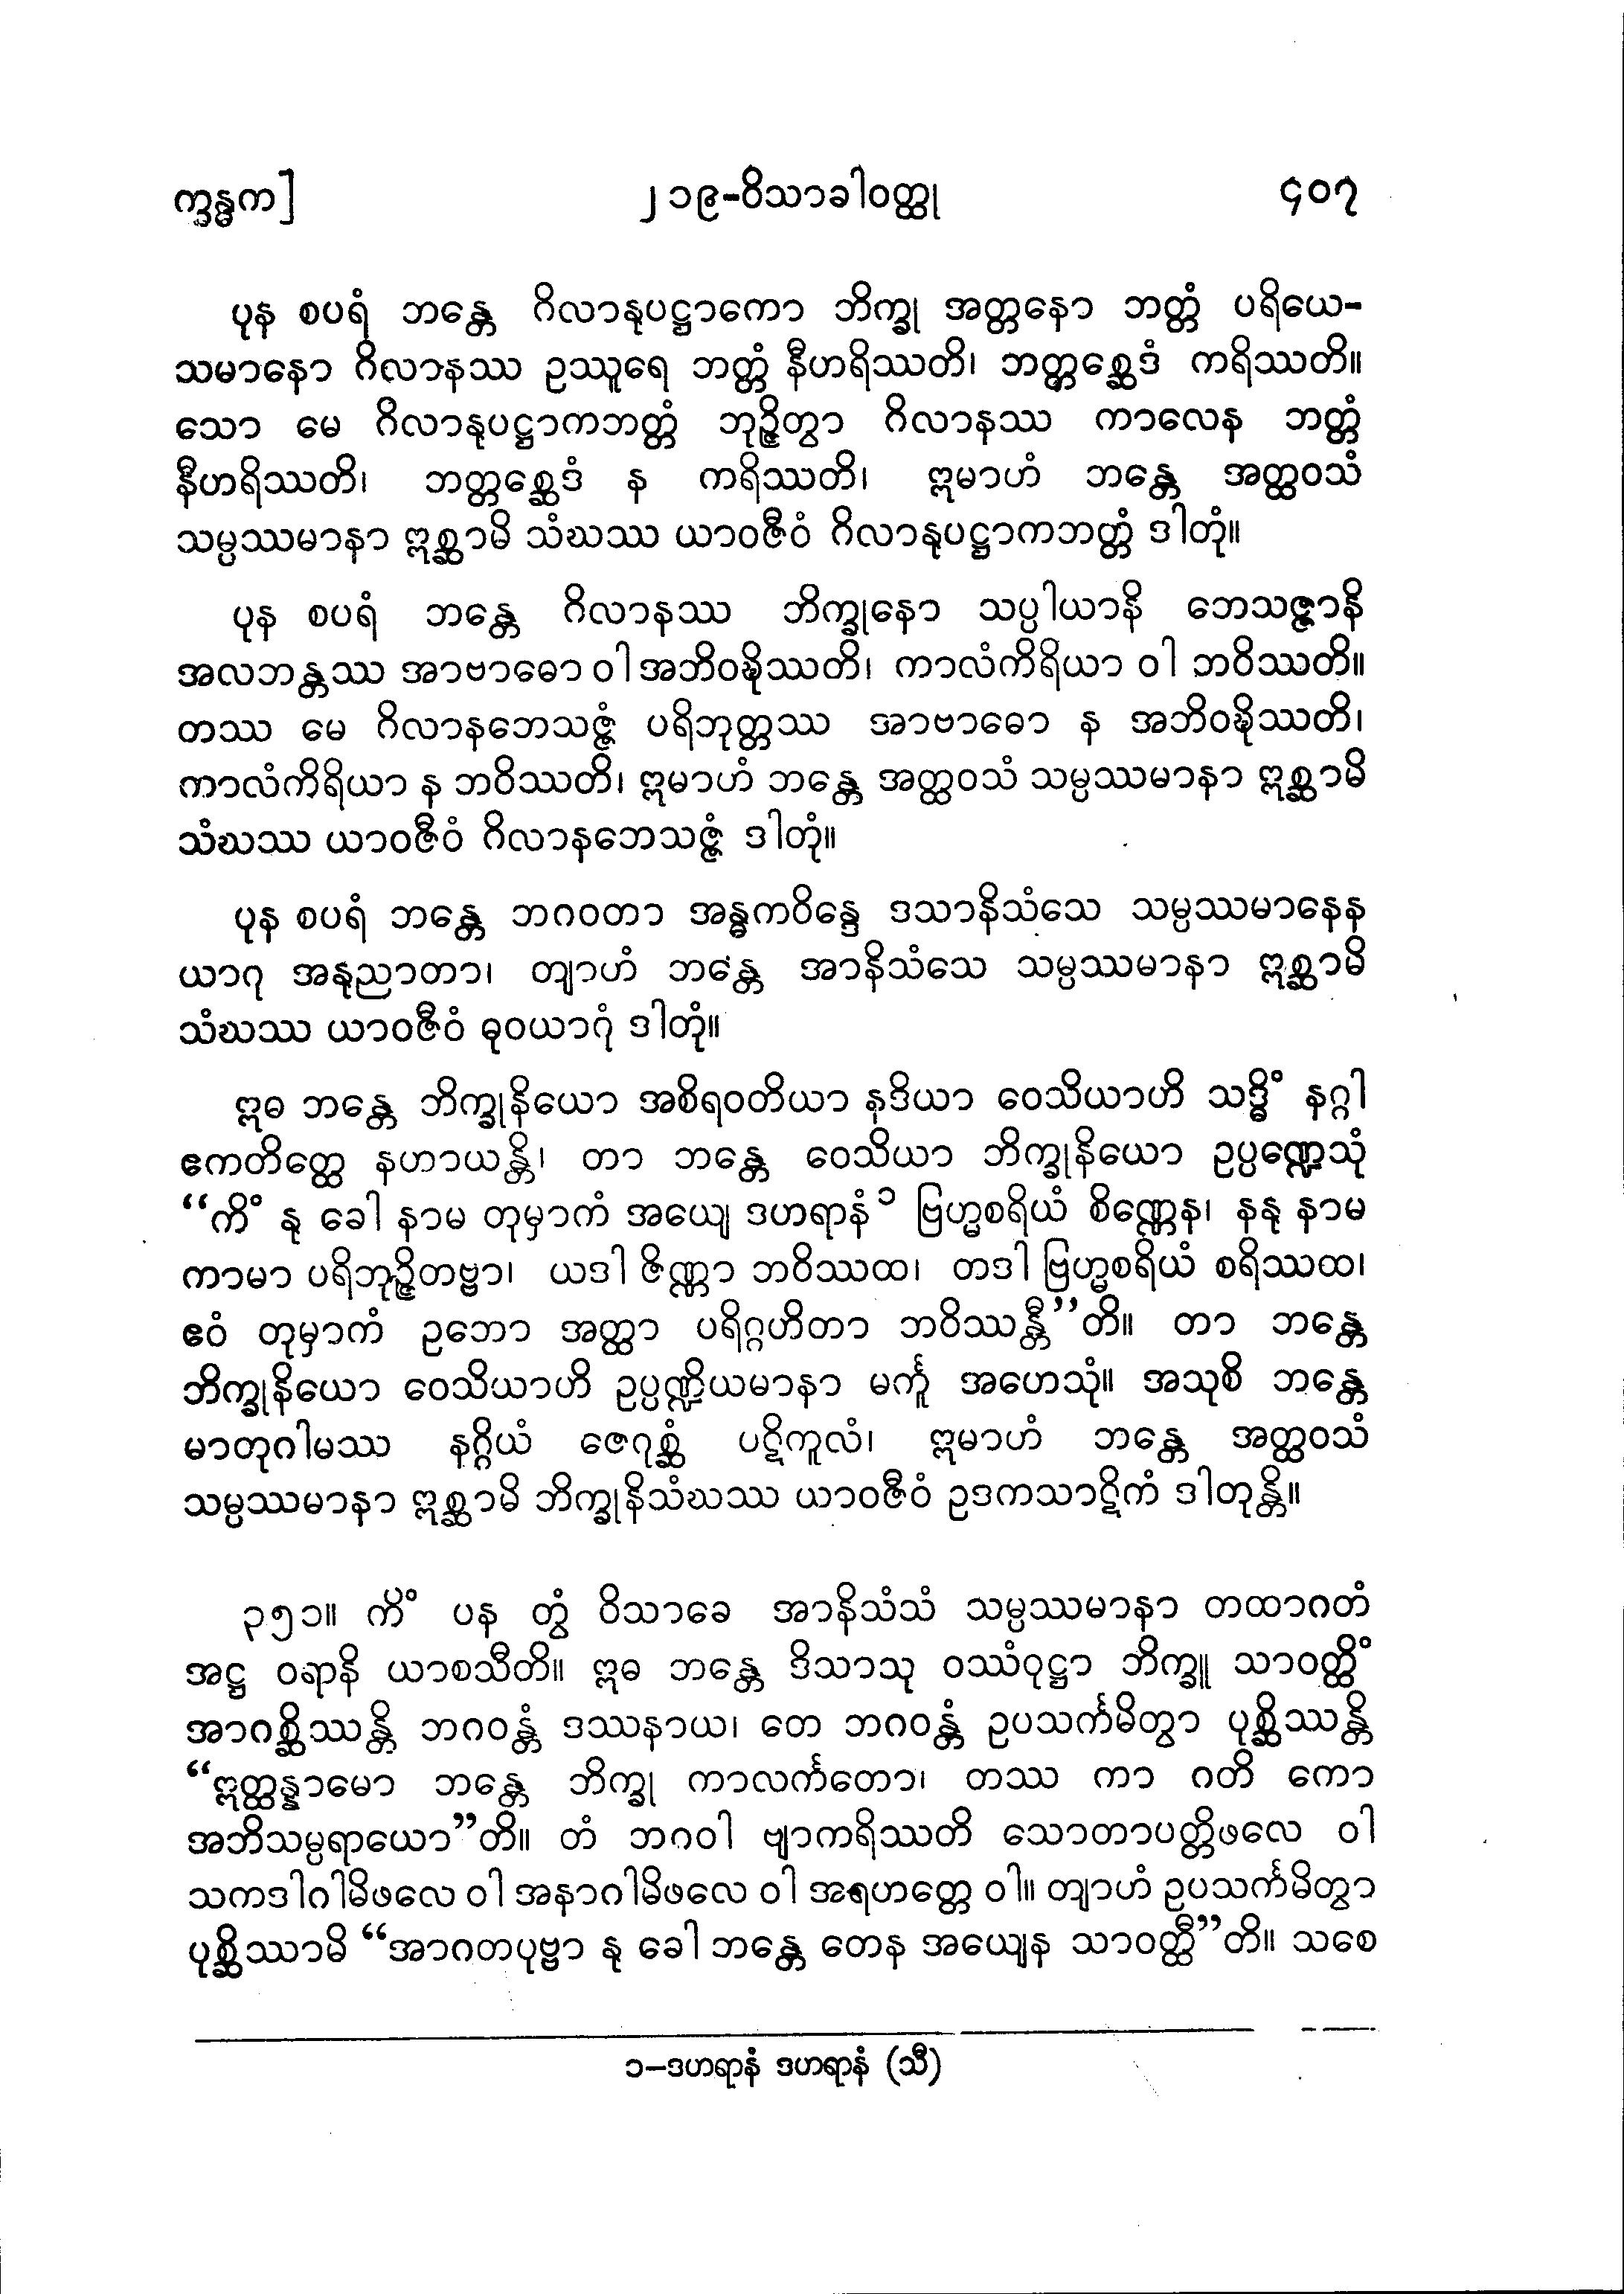 က္ခန္ဓက]
၂၁၉-ဝိသာခါဝတ္ထု
၄၀၇
ပုန စပရံ ဘန္တေ ဂိလာနုပဋ္ဌာကော ဘိက္ခု အတ္တနော ဘတ္တံ ပရိယေ-
သမာနော ဂိလာနဿ ဥဿူရေ ဘတ္တံ နီဟရိဿတိ၊ ဘတ္တစ္ဆေဒံ ကရိဿတိ။
သော မေ ဂိလာနုပဋ္ဌာကဘတ္တံ ဘုဉ္ဇိတွာ ဂိလာနဿ ကာလေန ဘတ္တံ
နီဟရိဿတိ၊ ဘတ္တစ္ဆေဒံ န ကရိဿတိ၊ ဣမာဟံ ဘန္တေ အတ္ထဝသံ
သမ္ပဿမာနာ ဣစ္ဆာမိ သံဃဿ ယာဝဇီဝံ ဂိလာနုပဋ္ဌာကဘတ္တံ ဒါတုံ။
ပုန စပရံ ဘန္တေ ဂိလာနဿ ဘိက္ခုနော သပ္ပါယာနိ ဘေသဇ္ဇာနိ
အလဘန္တဿ အာဗာဓော ဝါ အဘိဝဍ္ဎိဿတိ၊ ကာလံကိရိယာ ဝါ ဘဝိဿတိ။
တဿ မေ ဂိလာနဘေသဇ္ဇံ ပရိဘုတ္တဿ အာဗာဓော န အဘိဝဍ္ဎိဿတိ၊
ကာလံကိရိယာ န ဘဝိဿတိ၊ ဣမာဟံ ဘန္တေ အတ္ထဝသံ သမ္ပဿမာနာ ဣစ္ဆာမိ
သံဃဿ ယာဝဇီဝံ ဂိလာနဘေသဇ္ဇံ ဒါတုံ။
ပုန စပရံ ဘန္တေ ဘဂဝတာ အန္ဓကဝိန္ဒေ ဒသာနိသံသေ သမ္ပဿမာနေန
ယာဂု အနုညာတာ၊ တျာဟံ ဘန္တေ အာနိသံသေ သမ္ပဿမာနာ ဣစ္ဆာမိ
သံဃဿ ယာဝဇီဝံ ဓုဝယာဂုံ ဒါတုံ။
ဣဓ ဘန္တေ ဘိက္ခုနိယော အစိရဝတိယာ နဒိယာ ဝေသိယာဟိ သဒ္ဓိံ နဂ္ဂါ
ဧကတိတ္ထေ နဟာယန္တိ၊ တာ ဘန္တေ ဝေသိယာ ဘိက္ခုနိယော ဥပ္ပဏ္ဍေသုံ
“ကိံ နု ခေါ နာမ တုမှာကံ အယျေ ဒဟရာနံ၁ ဗြဟ္မစရိယံ စိဏ္ဏေန၊ နနု နာမ
ကာမာ ပရိဘုဉ္ဇိတဗ္ဗာ၊ ယဒါ ဇိဏ္ဏာ ဘဝိဿထ၊ တဒါ ဗြဟ္မစရိယံ စရိဿထ၊
ဧဝံ တုမှာကံ ဥဘော အတ္ထာ ပရိဂ္ဂဟိတာ ဘဝိဿန္တီ”တိ။ တာ ဘန္တေ
ဘိက္ခုနိယော ဝေသိယာဟိ ဥပ္ပဏ္ဍိယမာနာ မင်္ကူ အဟေသုံ။ အသုစိ ဘန္တေ
မာတုဂါမဿ နဂ္ဂိယံ ဇေဂုစ္ဆံ ပဋိကူလံ၊ ဣမာဟံ ဘန္တေ အတ္ထဝသံ
သမ္ပဿမာနာ ဣစ္ဆာမိ ဘိက္ခုနိသံဃဿ ယာဝဇီဝံ ဥဒကသာဋိကံ ဒါတုန္တိ။
၃၅၁။ ကိံ ပန တွံ ဝိသာခေ အာနိသံသံ သမ္ပဿမာနာ တထာဂတံ
အဋ္ဌ ဝရာနိ ယာစသီတိ။ ဣဓ ဘန္တေ ဒိသာသု ဝဿံဝုဋ္ဌာ ဘိက္ခူ သာဝတ္ထိံ
အာဂစ္ဆိဿန္တိ ဘဂဝန္တံ ဒဿနာယ၊ တေ ဘဂဝန္တံ ဥပသင်္ကမိတွာ ပုစ္ဆိဿန္တိ
“ဣတ္ထန္နာမော ဘန္တေ ဘိက္ခု ကာလင်္ကတော၊ တဿ ကာ ဂတိ ကော
အဘိသမ္ပရာယော”တိ။ တံ ဘဂဝါ ဗျာကရိဿတိ သောတာပတ္တိဖလေ ဝါ
သကဒါဂါမိဖလေ ဝါ အနာဂါမိဖလေ ဝါ အရဟတ္တေ ဝါ။ တျာဟံ ဥပသင်္ကမိတွာ
ပုစ္ဆိဿာမိ “အာဂတပုဗ္ဗာ နု ခေါ ဘန္တေ တေန အယျေန သာဝတ္ထီ”တိ။ သစေ
၁–ဒဟရာနံ ဒဟရာနံ (သီ)